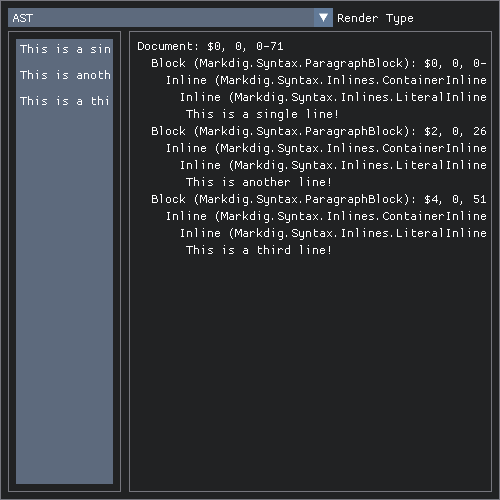 AST
Render Type
This is a sin
This is anoth
This is a thi
Document: $0, 0, 0-71
Block (Markdig.Syntax.ParagraphBlock): $0, 0, 0-
Inline (Markdig.Syntax.Inlines.ContainerInline
Inline (Markdig.Syntax.Inlines.LiteralInline
This is a single line!
Block (Markdig.Syntax.ParagraphBlock): $2, 0, 26
Inline (Markdig.Syntax.Inlines.ContainerInline
Inline (Markdig.Syntax.Inlines.LiteralInline
This is another line!
Block (Markdig.Syntax.ParagraphBlock): $4, 0, 51
Inline (Markdig.Syntax.Inlines.ContainerInline
Inline (Markdig.Syntax.Inlines.LiteralInline
This is a third line!